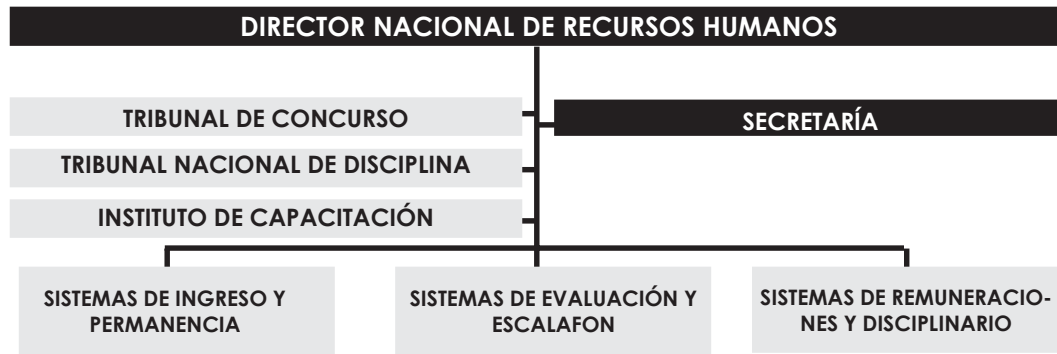 DIRECTOR NACIONAL DE RECURSOS HUMANOS
TRIBUNAL DE CONCURSO
SECRETARÍA
TRIBUNAL NACIONAL DE DISCIPLINA
INSTITUTO DE CAPACITACIÓN
SISTEMAS DE INGRESO Y
PERMANENCIA
SISTEMAS DE EVALUACIÓN Y
ESCALAFON
SISTEMAS DE REMUNERACIO-
NES Y DISCIPLINARIO